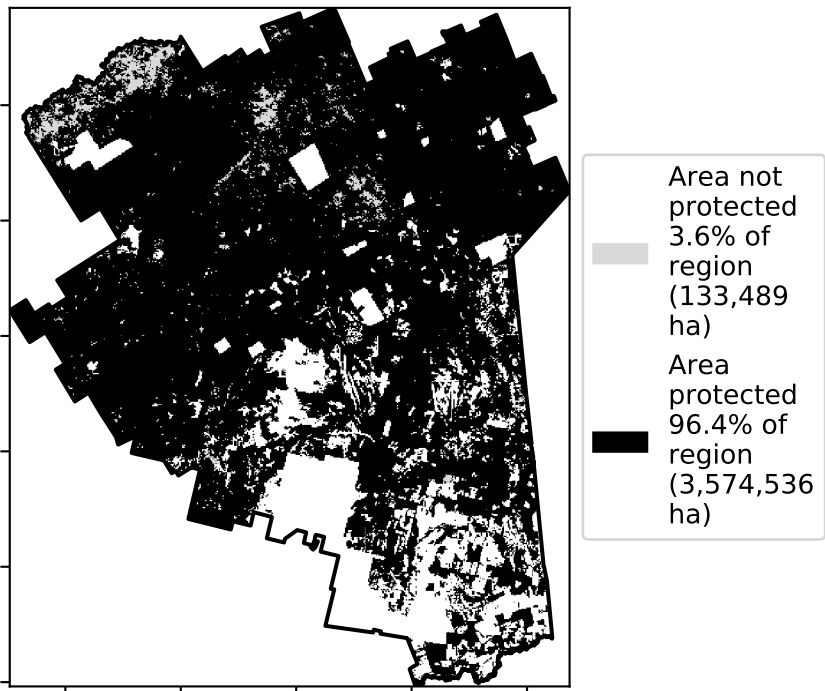 Area not
protected
3.6% of
region
(133,489
ha)
Area
protected
96.4% of
region
(3,574,536
ha)